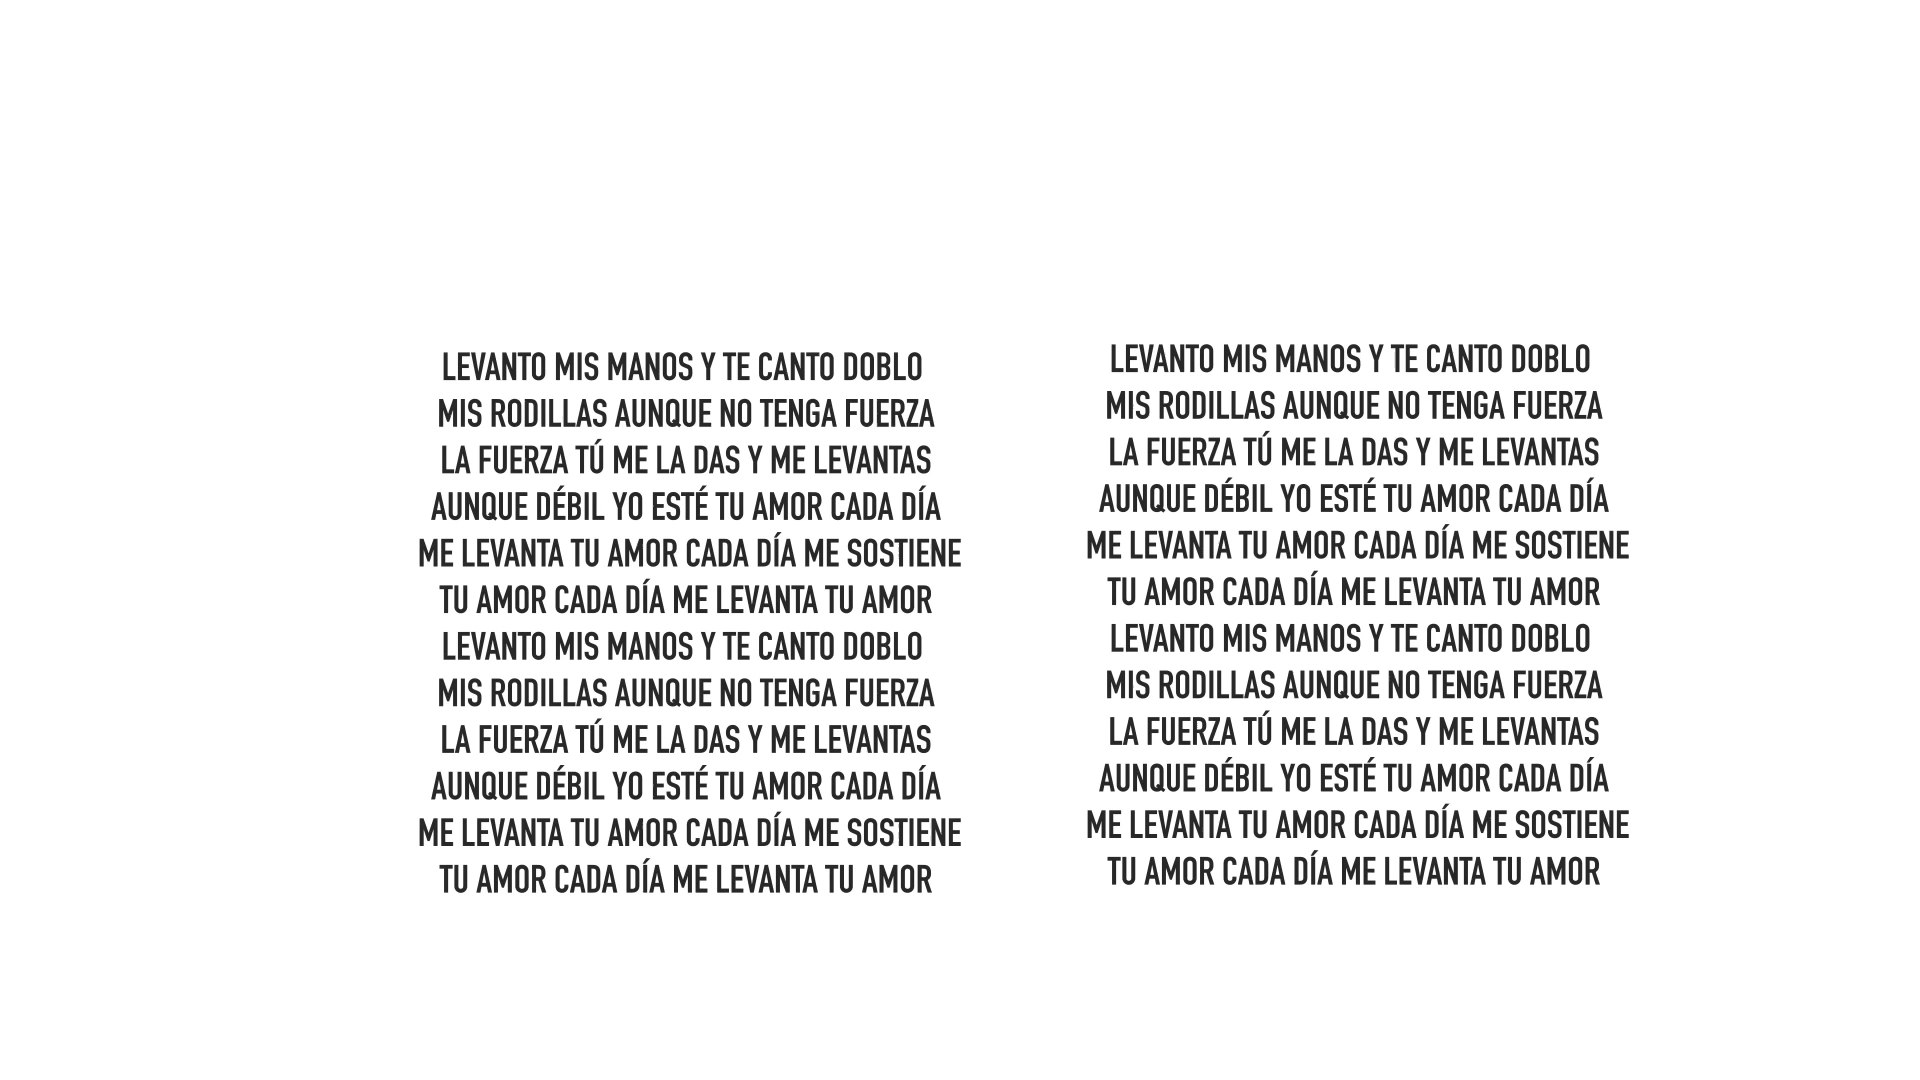 LEVANTO MIS MANOS Y TE CANTO DOBLO
MIS RODILLAS AUNQUE NO TENGA FUERZA
LA FUERZA TÚ ME LA DAS Y ME LEVANTAS
AUNQUE DÉBIL YO ESTÉ TU AMOR CADA DÍA
ME LEVANTA TU AMOR CADA DÍA ME SOSTIENE
TU AMOR CADA DÍA ME LEVANTA TU AMOR
LEVANTO MIS MANOS Y TE CANTO DOBLO
MIS RODILLAS AUNQUE NO TENGA FUERZA
LA FUERZA TÚ ME LA DAS Y ME LEVANTAS
AUNQUE DÉBIL YO ESTÉ TU AMOR CADA DÍA
ME LEVANTA TU AMOR CADA DÍA ME SOSTIENE
TU AMOR CADA DÍA ME LEVANTA TU AMOR
LEVANTO MIS MANOS Y TE CANTO DOBLO
MIS RODILLAS AUNQUE NO TENGA FUERZA
LA FUERZA TÚ ME LA DAS Y ME LEVANTAS
AUNQUE DÉBIL YO ESTÉ TU AMOR CADA DÍA
ME LEVANTA TU AMOR CADA DÍA ME SOSTIENE
TU AMOR CADA DÍA ME LEVANTA TU AMOR
LEVANTO MIS MANOS Y TE CANTO DOBLO
MIS RODILLAS AUNQUE NO TENGA FUERZA
LA FUERZA TÚ ME LA DAS Y ME LEVANTAS
AUNQUE DÉBIL YO ESTÉ TU AMOR CADA DÍA
ME LEVANTA TU AMOR CADA DÍA ME SOSTIENE
TU AMOR CADA DÍA ME LEVANTA TU AMOR